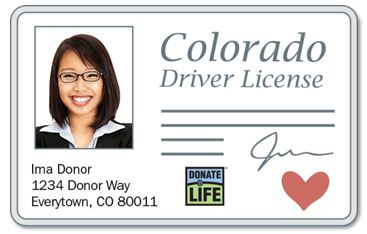 Colorado
Driver License
Ima Donor
1234 Donor Way
Everytown, CO 80011
DONATE
LIFE